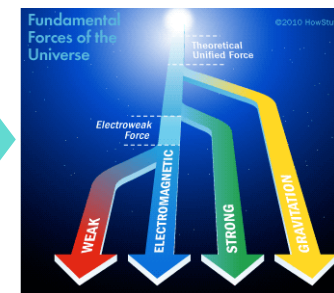 Fundamental
Forces of the
Universe
©2010 HowStu
Theoretical
Unified Force
Electroweak
Force
WEAK
ELECTROMAGNETIC
STRONG
GRAVITATION